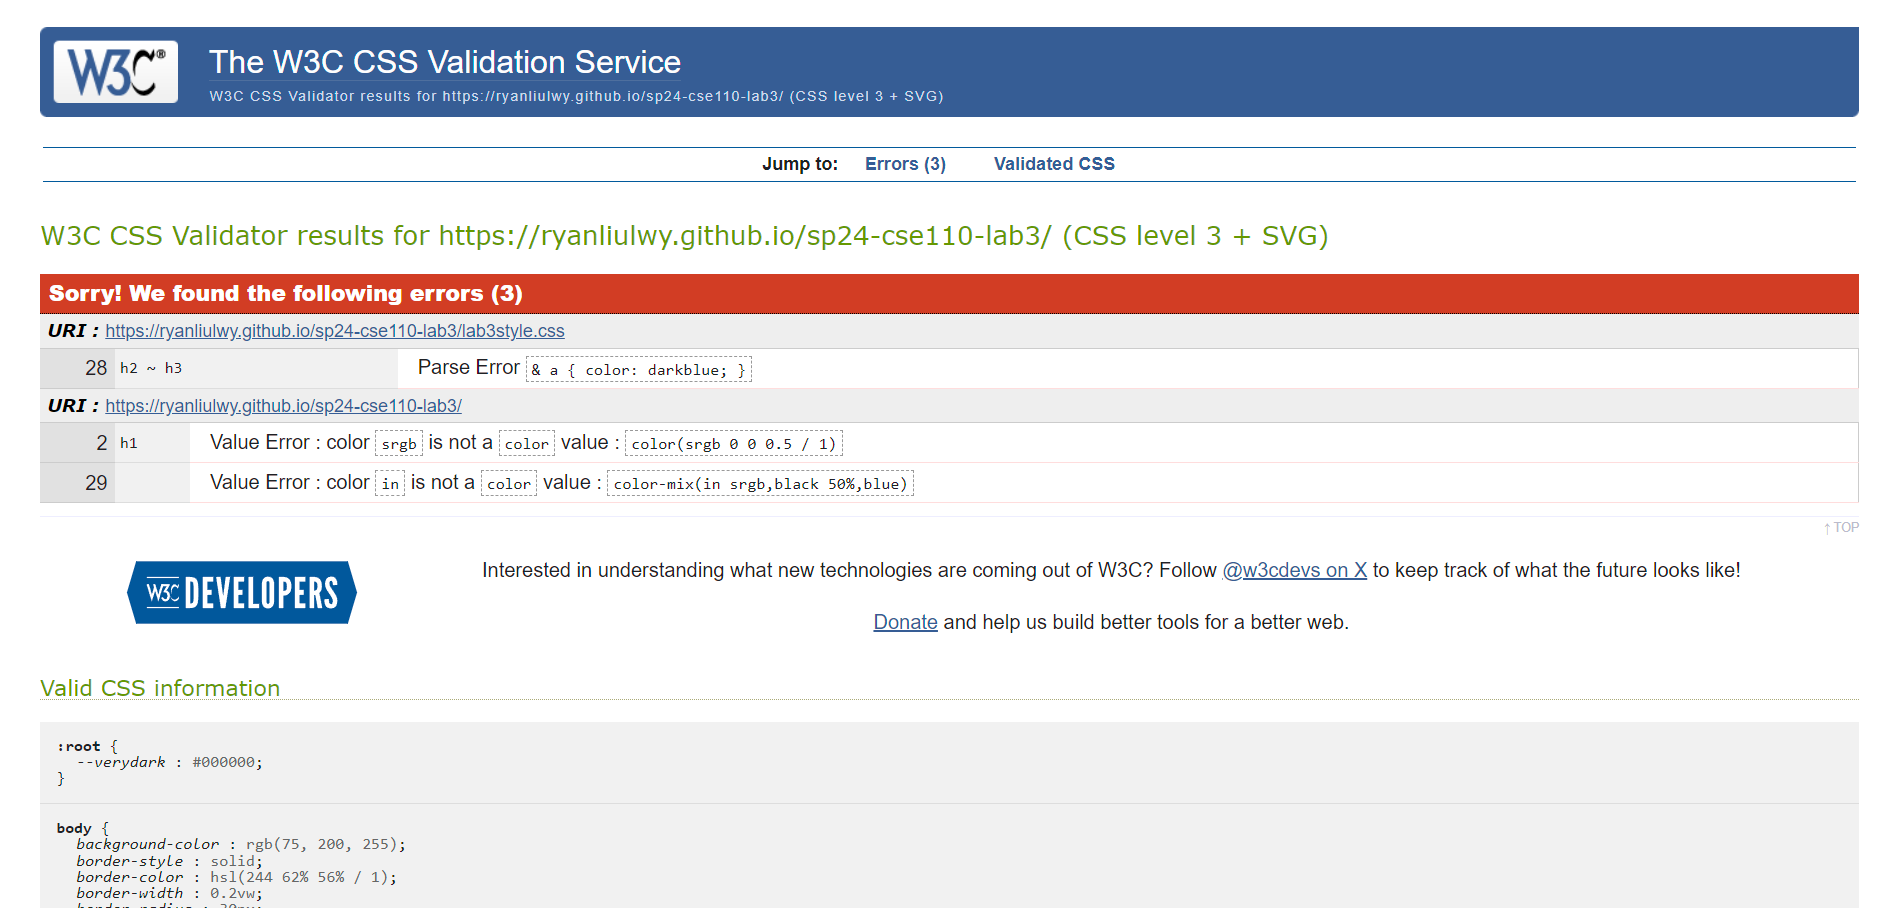 W3C®
The W3C CSS Validation Service
W3C CSS Validator results for https://ryanliulwy.github.io/sp24-cse110-lab3/ (CSS level 3 + SVG)
Jump to: Errors (3) Validated CSS
W3C CSS Validator results for https://ryanliulwy.github.io/sp24-cse110-lab3/ (CSS level 3 + SVG)
Sorry! We found the following errors (3)
URI : https://ryanliulwy.github.io/sp24-cse110-lab3/lab3style.css
28 h2 ~ h3 Parse Error & a { color: darkblue; }
URI : https://ryanliulwy.github.io/sp24-cse110-lab3/
2 h1 Value Error : color srgb is not a color value : color(srgb 0 0 0.5 / 1)
29 Value Error : color in is not a color value : color-mix(in srgb,black 50%,blue)
↑ TOP
W3C DEVELOPERS
Interested in understanding what new technologies are coming out of W3C? Follow @w3cdevs on X to keep track of what the future looks like!
Donate and help us build better tools for a better web.
Valid CSS information
:root {
--verydark : #000000;
}
body {
background-color : rgb(75, 200, 255);
border-style : solid;
border-color : hsl(244 62% 56% / 1);
border-width : 0.2vw;